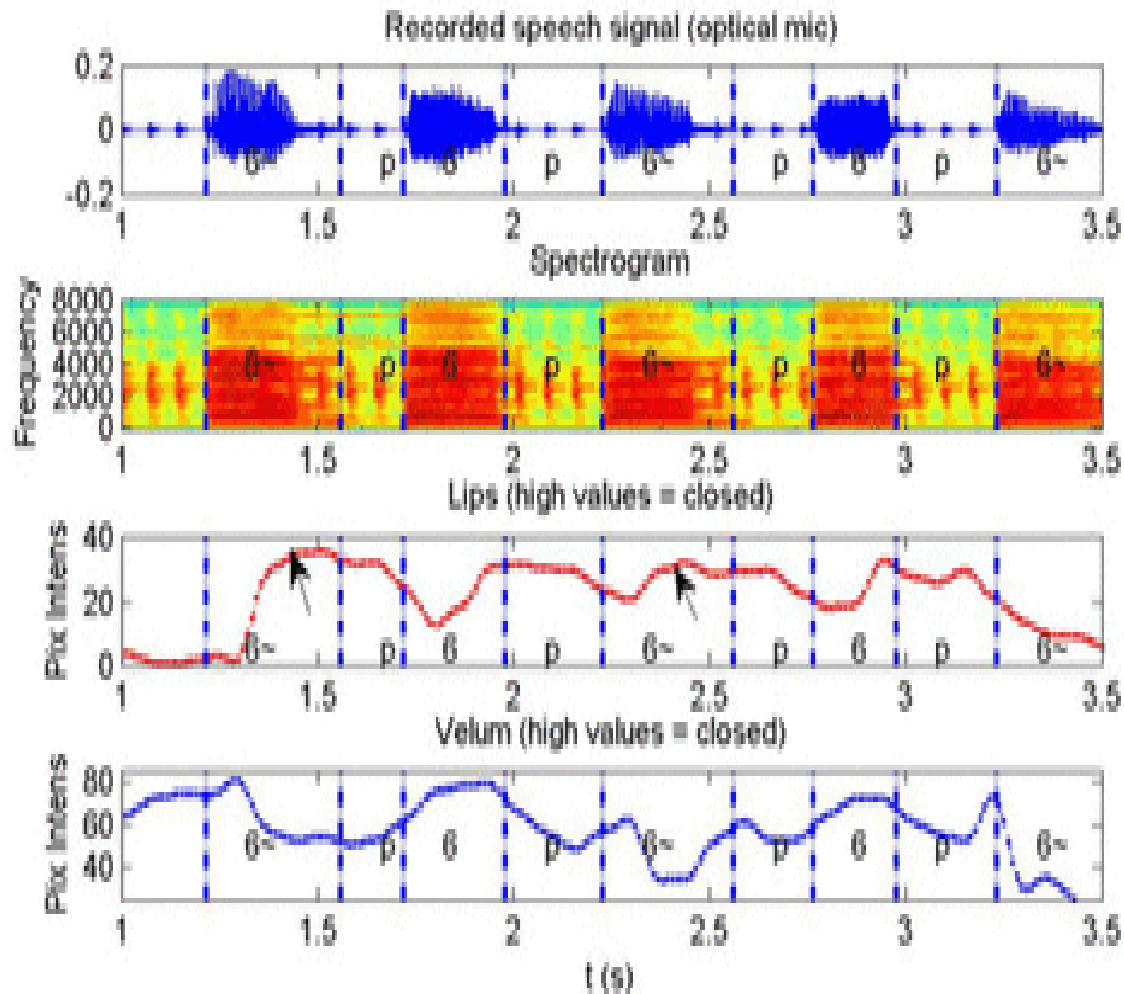 Recorded speech signal (optical mic)
0.2
0
-0.2
6~ p 6 p 6~ p 6 p 6~
1 1.5 2 2.5 3 3.5
Spectrogram
Frequency
8000
6000
4000
2000
0
6~ p 6 p 6~ p 6 p 6~
1 1.5 2 2.5 3 3.5
Lips (high values = closed)
Pix Intens
40
20
0
6~ p 6 p 6~ p 6 p 6~
1 1.5 2 2.5 3 3.5
Velum (high values = closed)
Pix Intens
80
60
40
6~ p 6 p 6~ p 6 p 6~
1 1.5 2 2.5 3 3.5
t (s)